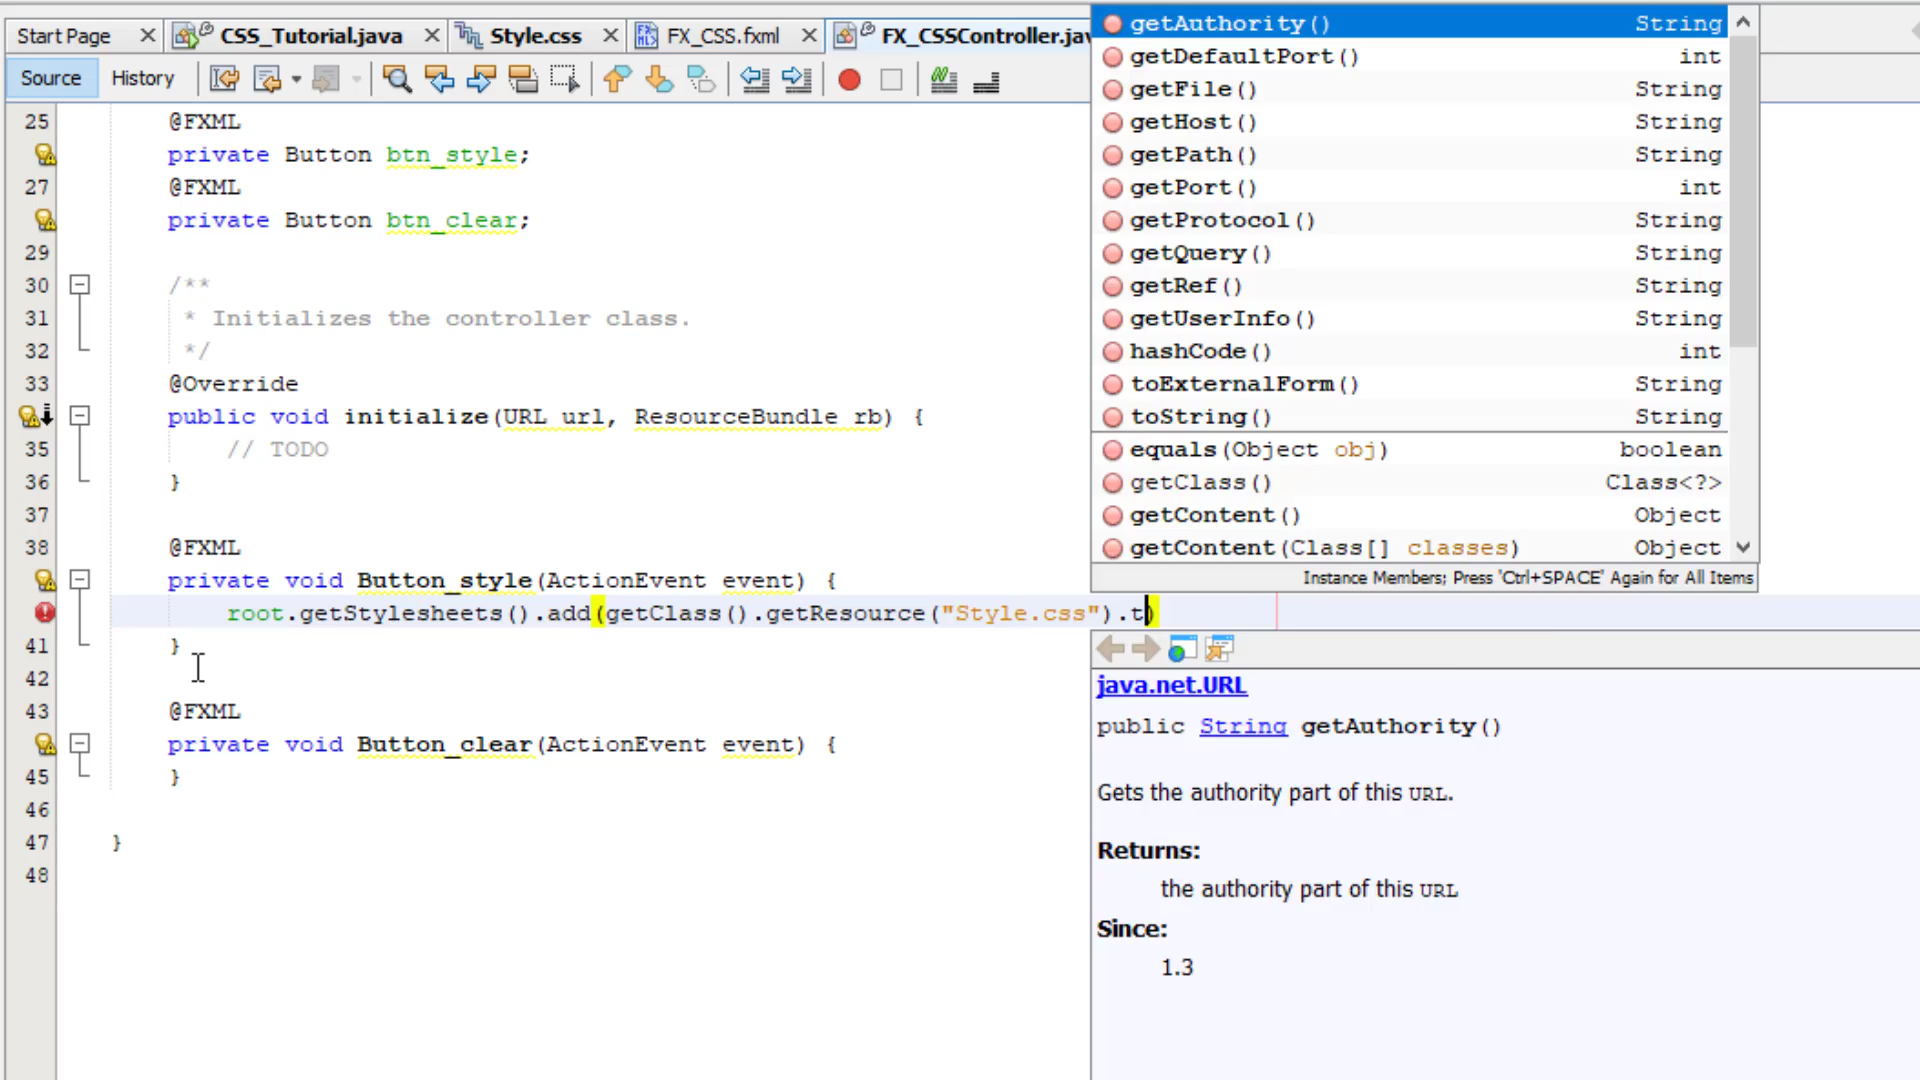 Start Page
CSS_Tutorial.java
Style.css
FX_CSS.fxml
FX_CSSController.jav
Source
History
25 @FXML
private Button btn_style;
27 @FXML
private Button btn_clear;
29
30 /**
31 * Initializes the controller class.
32 */
33 @Override
public void initialize(URL url, ResourceBundle rb) {
35 // TODO
36 }
37
38 @FXML
private void Button_style(ActionEvent event) {
root.getStylesheets().add(getClass().getResource("Style.css").t)
41 }
42
43 @FXML
private void Button_clear(ActionEvent event) {
45 }
46
47 }
48
getAuthority() String
getDefaultPort() int
getFile() String
getHost() String
getPath() String
getPort() int
getProtocol() String
getQuery() String
getRef() String
getUserInfo() String
hashCode() int
toExternalForm() String
toString() String
equals(Object obj) boolean
getClass() Class<?>
getContent() Object
getContent(Class[] classes) Object
Instance Members; Press 'Ctrl+SPACE' Again for All Items
java.net.URL
public String getAuthority()
Gets the authority part of this URL.
Returns:
the authority part of this URL
Since:
1.3